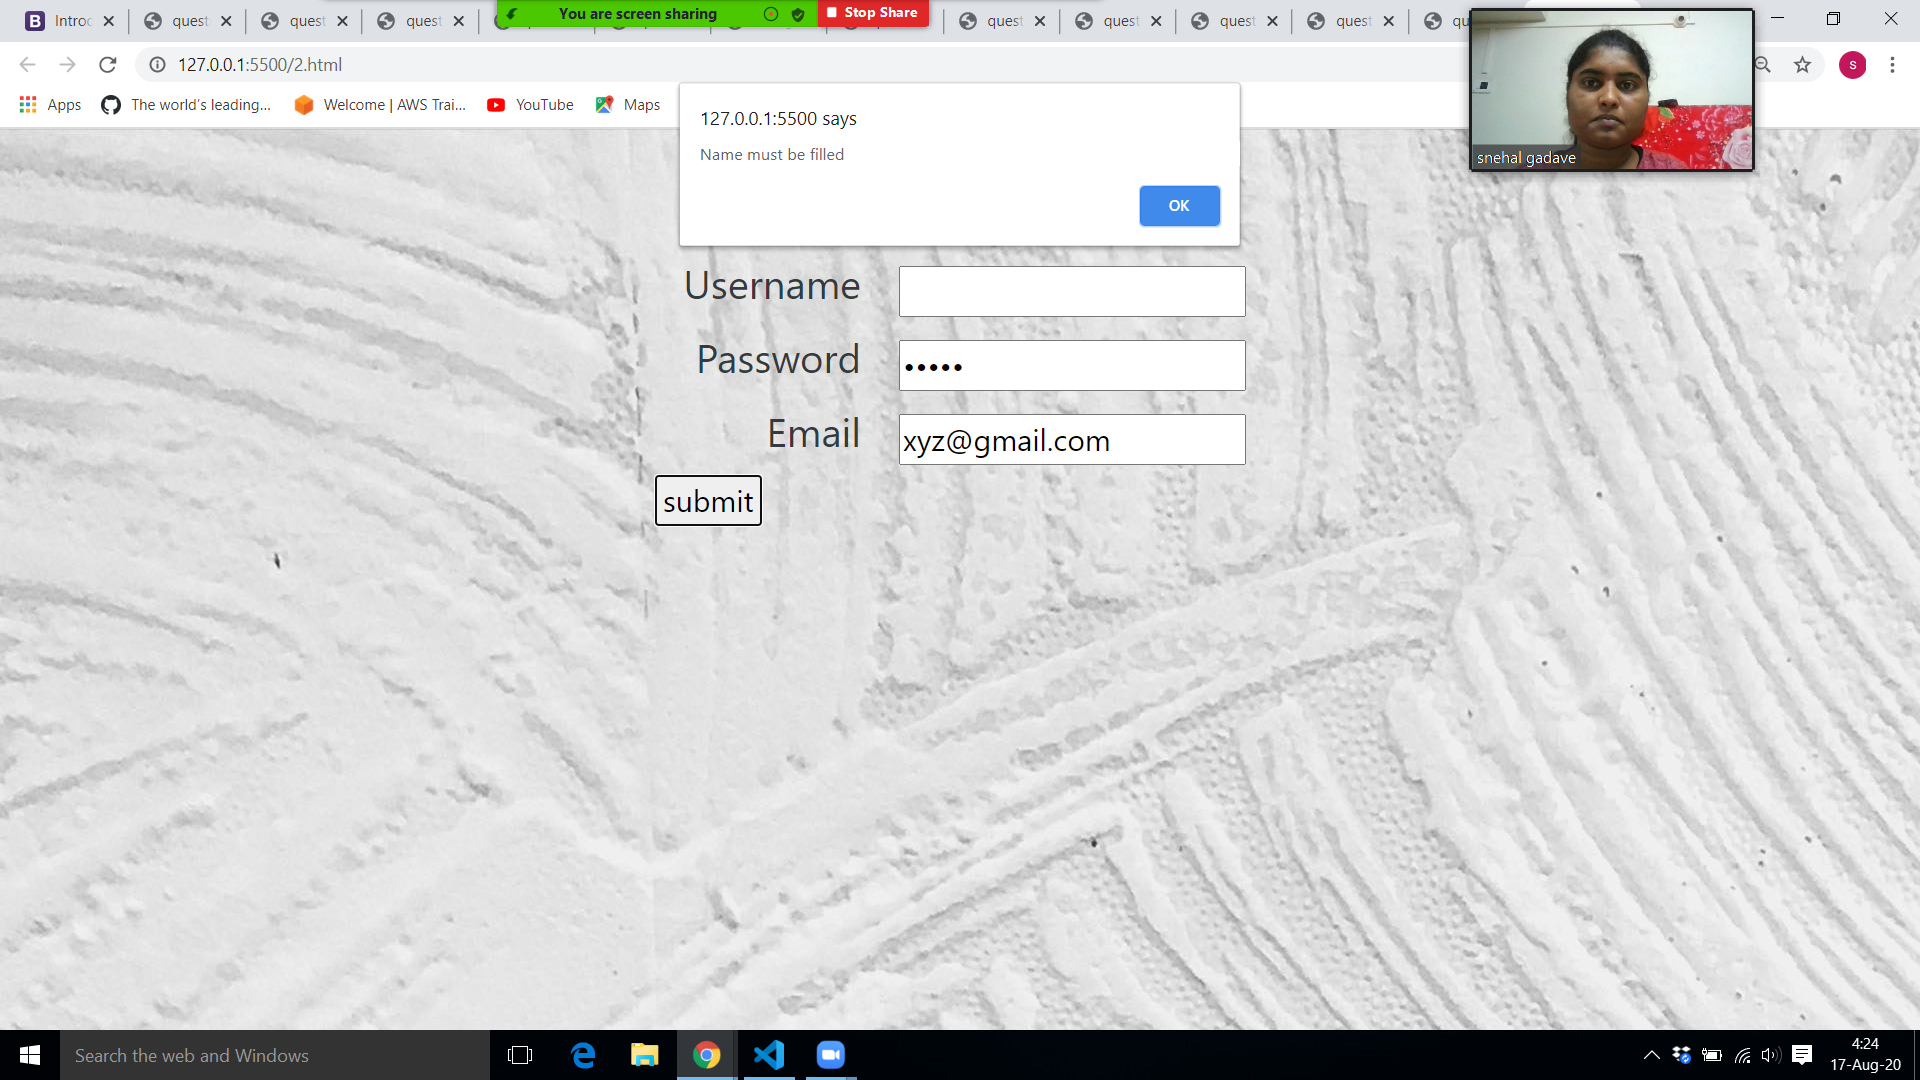 Introd
quest
quest
quest
You are screen sharing
Stop Share
quest
quest
quest
quest
qu
127.0.0.1:5500/2.html
s
Apps
The world's leading...
Welcome | AWS Trai...
YouTube
Maps
127.0.0.1:5500 says
Name must be filled
OK
snehal gadave
Username
Password
Email
xyz@gmail.com
submit
Search the web and Windows
4:24
17-Aug-20